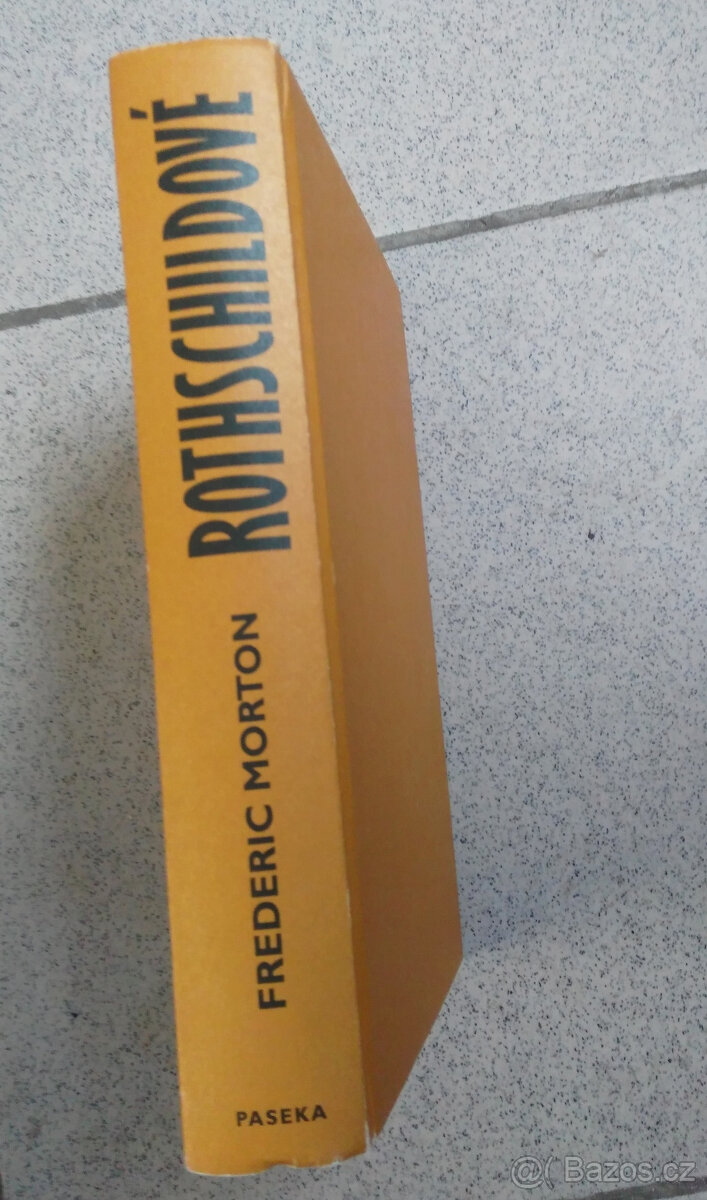 FREDERIC MORTON
ROTHSCHILDOVÉ
PASEKA
@ Bazos.cz